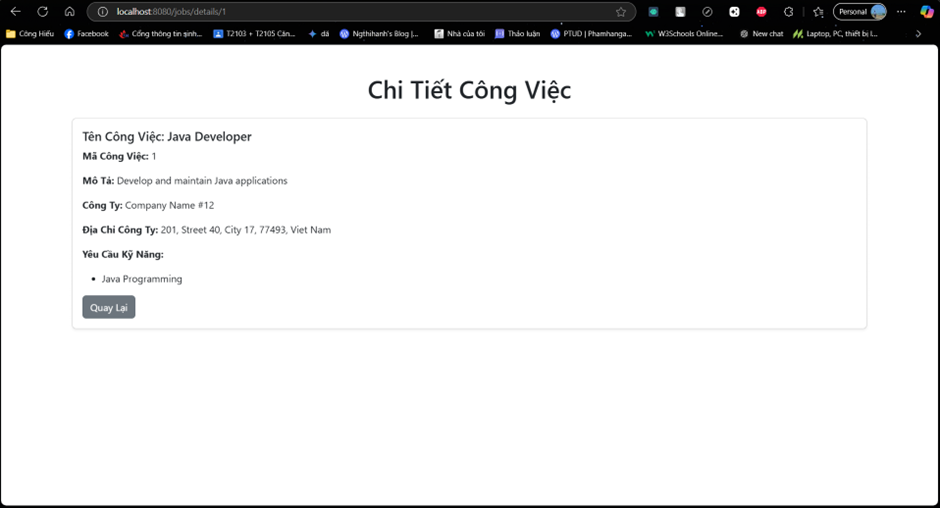 localhost:8080/jobs/details/1
Personal
Công Hiếu
Facebook
Cổng thông tin sinh...
T2103 + T2105 Căn...
dá
Ngthihanh's Blog |...
Nhà của tôi
Thảo luận
PTUD | Phamhanga...
W3Schools Online...
New chat
Laptop, PC, thiết bị l...
Chi Tiết Công Việc
Tên Công Việc: Java Developer
Mã Công Việc: 1
Mô Tả: Develop and maintain Java applications
Công Ty: Company Name #12
Địa Chỉ Công Ty: 201, Street 40, City 17, 77493, Viet Nam
Yêu Cầu Kỹ Năng:
Java Programming
Quay Lại